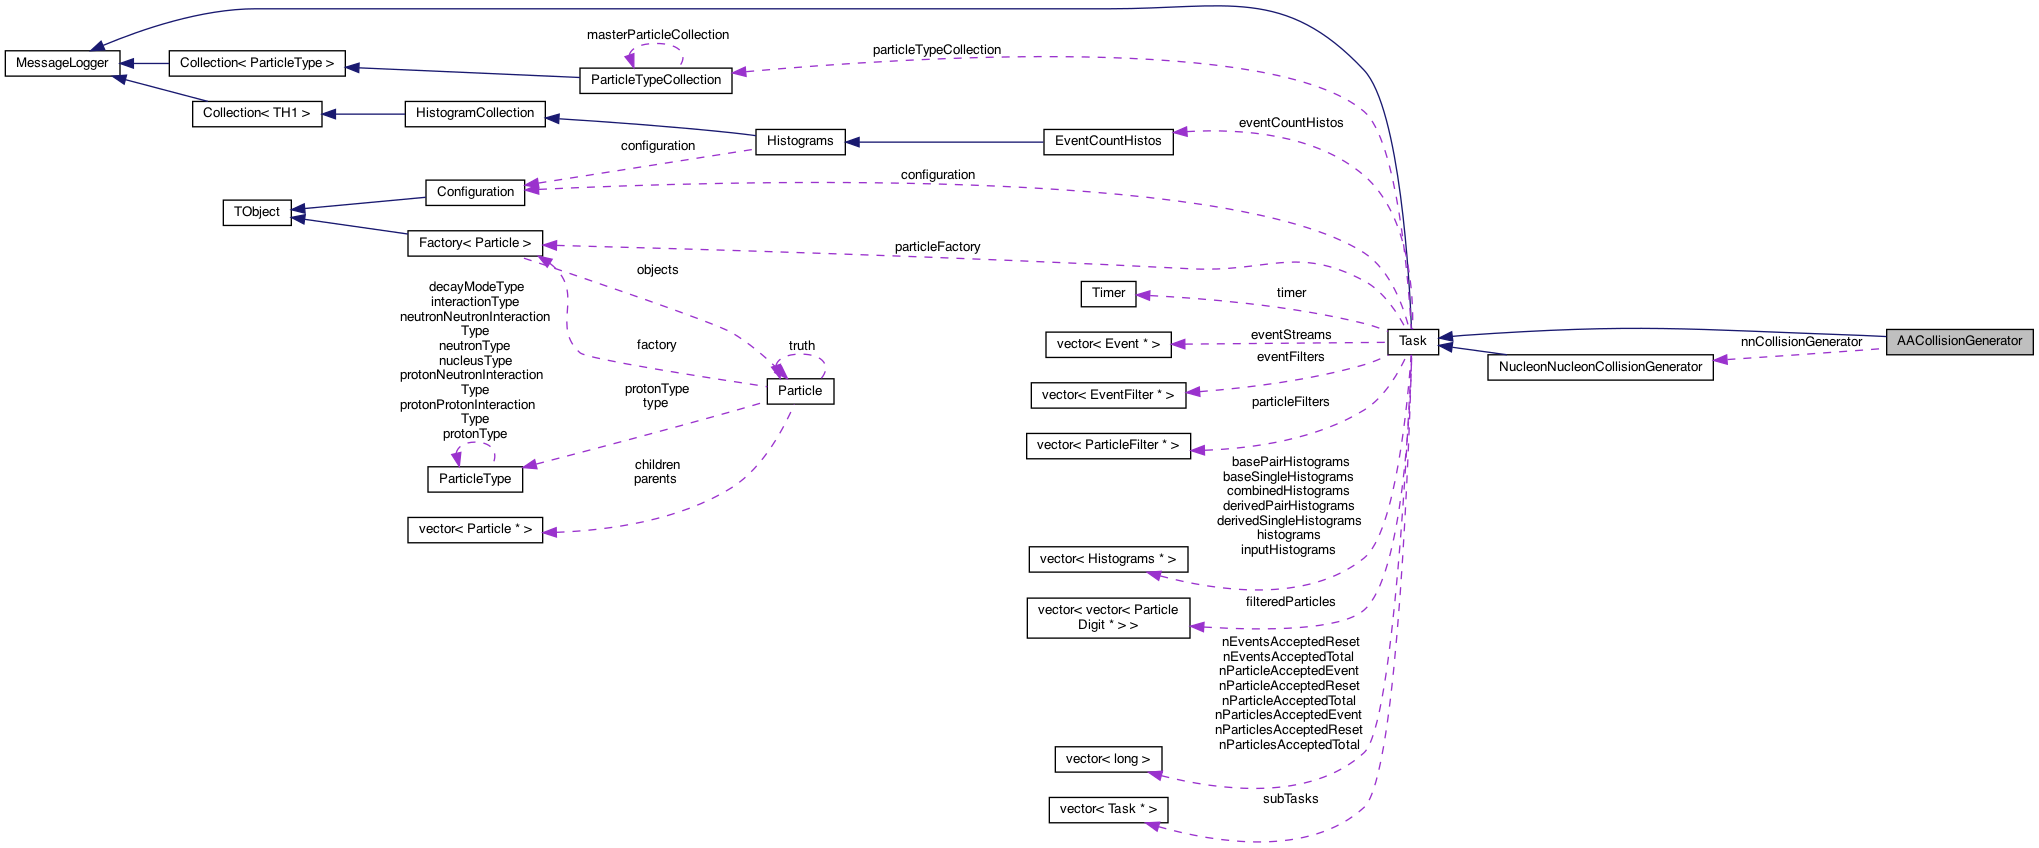 masterParticleCollection
particleTypeCollection
MessageLogger
Collection< ParticleType >
ParticleTypeCollection
Collection< TH1 >
HistogramCollection
eventCountHistos
Histograms
EventCountHistos
configuration
configuration
Configuration
TObject
Factory< Particle >
particleFactory
objects
decayModeType
interactionType
neutronNeutronInteraction
Type
neutronType
nucleusType
protonNeutronInteraction
Type
protonProtonInteraction
Type
protonType
factory
truth
Particle
protonType
type
ParticleType
children
parents
vector< Particle * >
timer
Timer
eventStreams
vector< Event * >
Task
nnCollisionGenerator
AACollisionGenerator
NucleonNucleonCollisionGenerator
eventFilters
vector< EventFilter * >
particleFilters
vector< ParticleFilter * >
basePairHistograms
baseSingleHistograms
combinedHistograms
derivedPairHistograms
derivedSingleHistograms
histograms
inputHistograms
vector< Histograms * >
filteredParticles
vector< vector< Particle
Digit * > >
nEventsAcceptedReset
nEventsAcceptedTotal
nParticleAcceptedEvent
nParticleAcceptedReset
nParticleAcceptedTotal
nParticlesAcceptedEvent
nParticlesAcceptedReset
nParticlesAcceptedTotal
vector< long >
subTasks
vector< Task * >